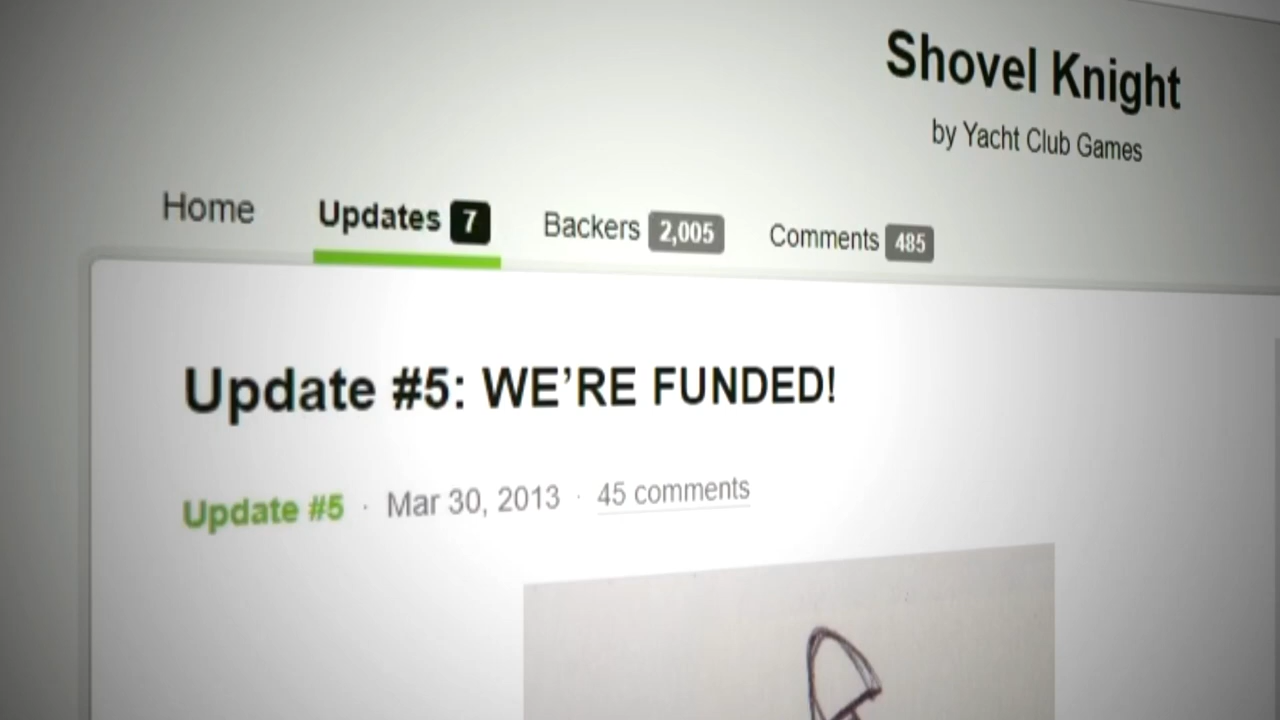 Shovel Knight
by Yacht Club Games
Home Updates 7 Backers 2,005 Comments 485
Update #5: WE’RE FUNDED!
Update #5 · Mar 30, 2013 · 45 comments